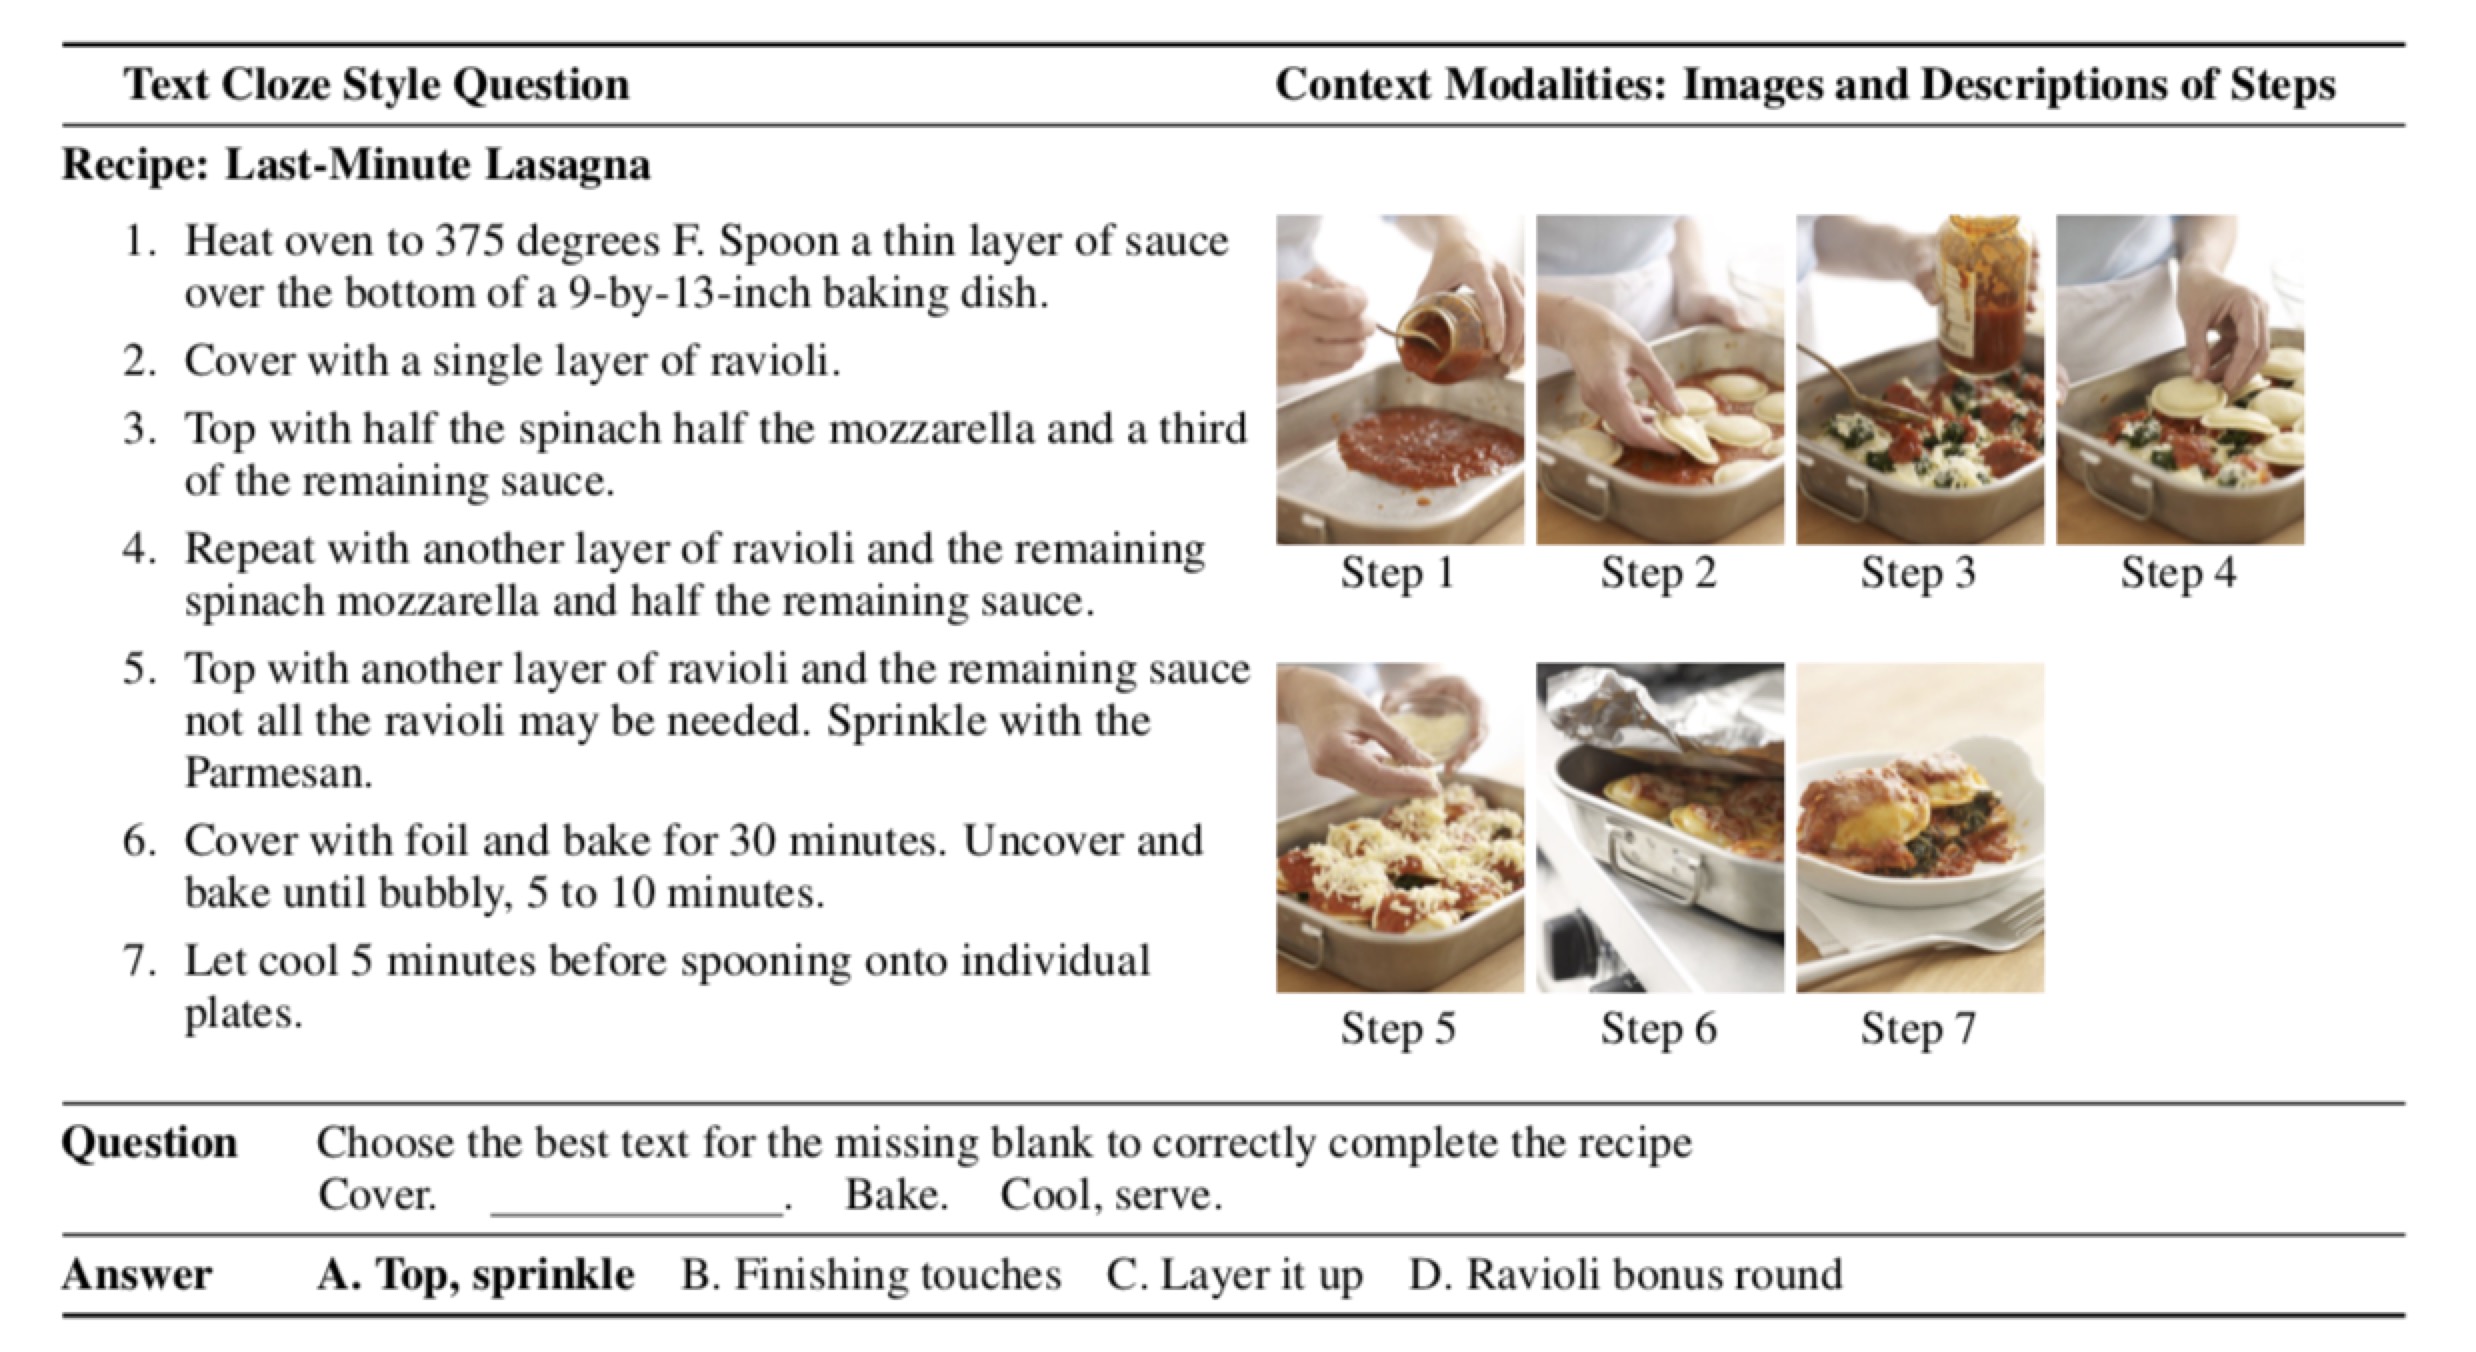 Text Cloze Style Question
Context Modalities: Images and Descriptions of Steps
Recipe: Last-Minute Lasagna
1. Heat oven to 375 degrees F. Spoon a thin layer of sauce
over the bottom of a 9-by-13-inch baking dish.
2. Cover with a single layer of ravioli.
3. Top with half the spinach half the mozzarella and a third
of the remaining sauce.
4. Repeat with another layer of ravioli and the remaining
spinach mozzarella and half the remaining sauce.
5. Top with another layer of ravioli and the remaining sauce
not all the ravioli may be needed. Sprinkle with the
Parmesan.
6. Cover with foil and bake for 30 minutes. Uncover and
bake until bubbly, 5 to 10 minutes.
7. Let cool 5 minutes before spooning onto individual
plates.
Step 1 Step 2 Step 3 Step 4
Step 5 Step 6 Step 7
Question Choose the best text for the missing blank to correctly complete the recipe
Cover. ____________. Bake. Cool, serve.
Answer A. Top, sprinkle B. Finishing touches C. Layer it up D. Ravioli bonus round